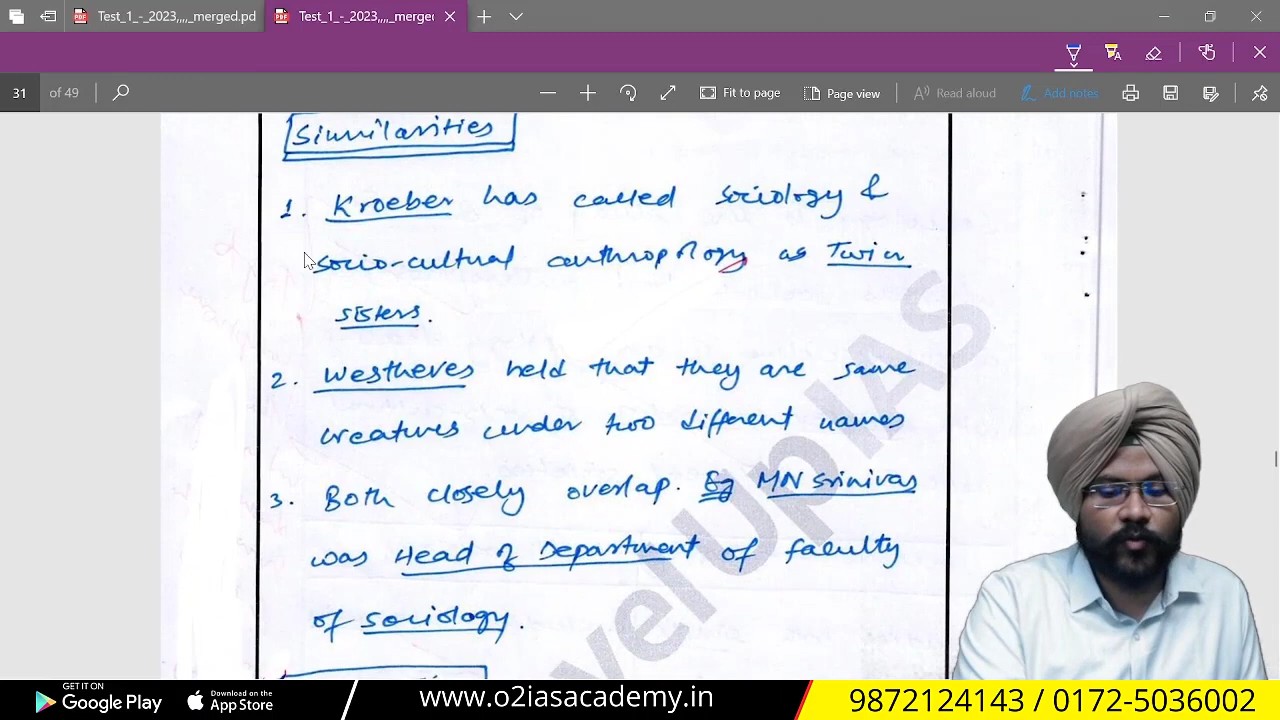 Test_1_-_2023,,,,_merged.pd
Test_1_-_2023,,,,_merged
31 of 49
Fit to page
Page view
Read aloud
Add notes
Similarities
1. Kroeber has called sociology &
socio-cultural anthropology as Twin
sisters.
2. Westheres held that they are same
creatures under two different names
3. Both closely overlap. Eg MN Srinivas
was Head of Department of faculty
of sociology.
velUpIAS
GET IT ON
Google Play
Download on the
App Store
www.o2iasacademy.in
9872124143 / 0172-5036002